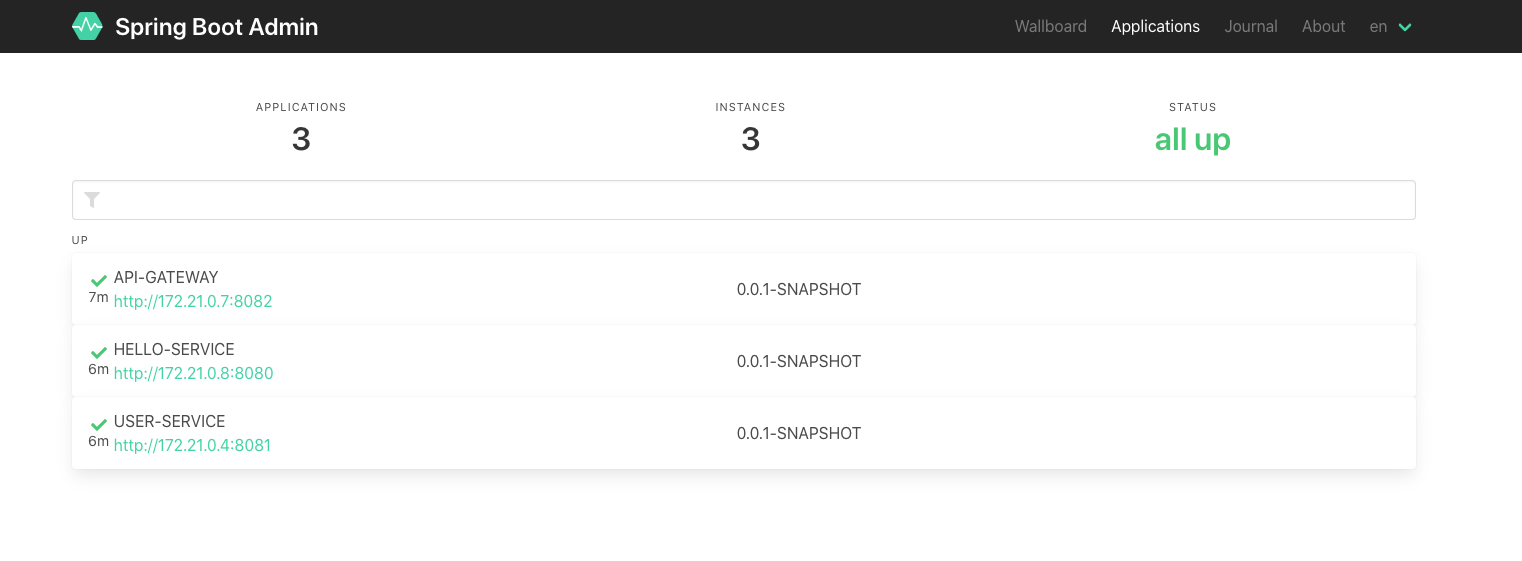 Spring Boot Admin
Wallboard Applications Journal About en
APPLICATIONS INSTANCES STATUS
3 3 all up
UP
API-GATEWAY
7m http://172.21.0.7:8082 0.0.1-SNAPSHOT
HELLO-SERVICE
6m http://172.21.0.8:8080 0.0.1-SNAPSHOT
USER-SERVICE
6m http://172.21.0.4:8081 0.0.1-SNAPSHOT